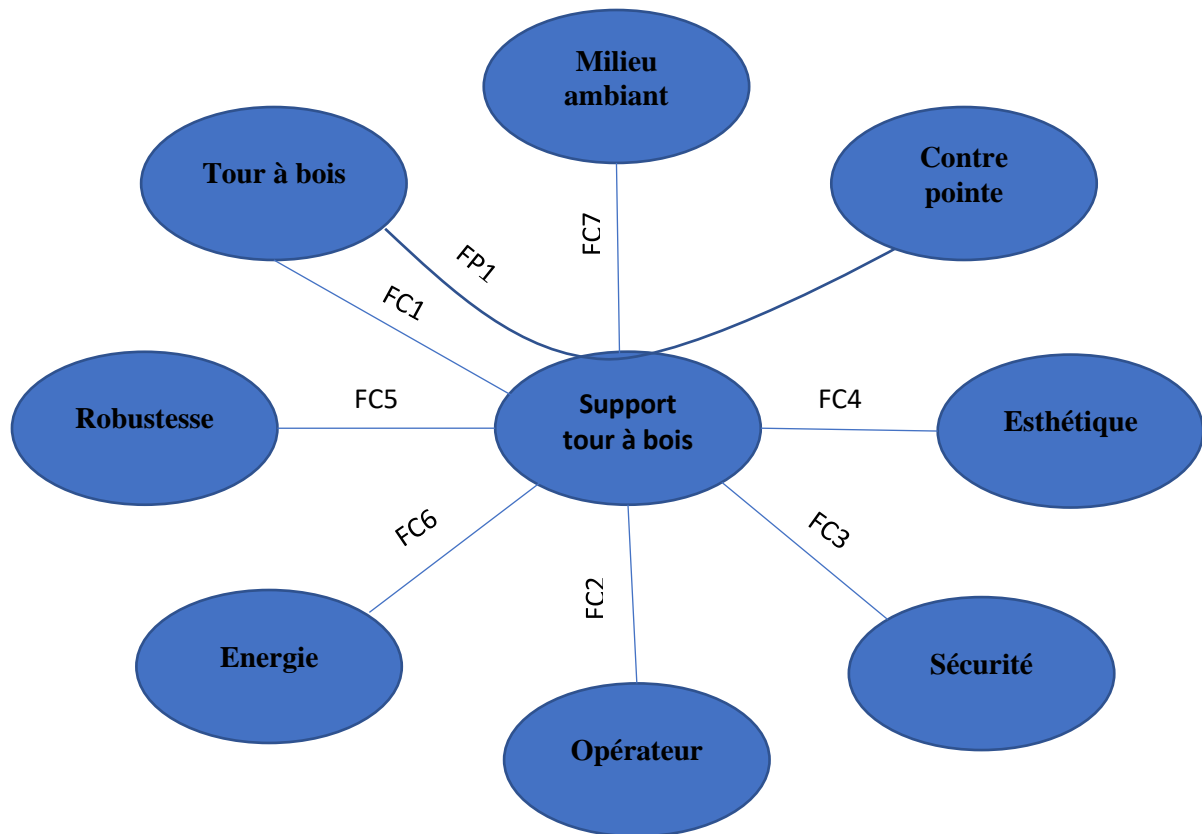 Milieu
ambiant
Tour à bois
Contre
pointe
FC7
FP1
FC1
Robustesse
FC5
Support
tour à bois
FC4
Esthétique
FC6
FC2
FC3
Energie
Sécurité
Opérateur